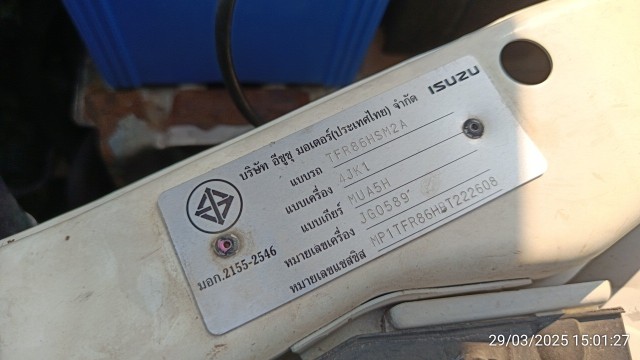 ISUZU
บริษัท อีซูซุ มอเตอร์(ประเทศไทย) จำกัด
แบบรถ TFR86HSM2A
แบบเครื่อง 4JK1
แบบเกียร์ MUA5H
หมายเลขเครื่อง JG0589
หมายเลขแชสซีส MP1TFR86HBT222608
มอก.2155-2546
29/03/2025 15:01:27